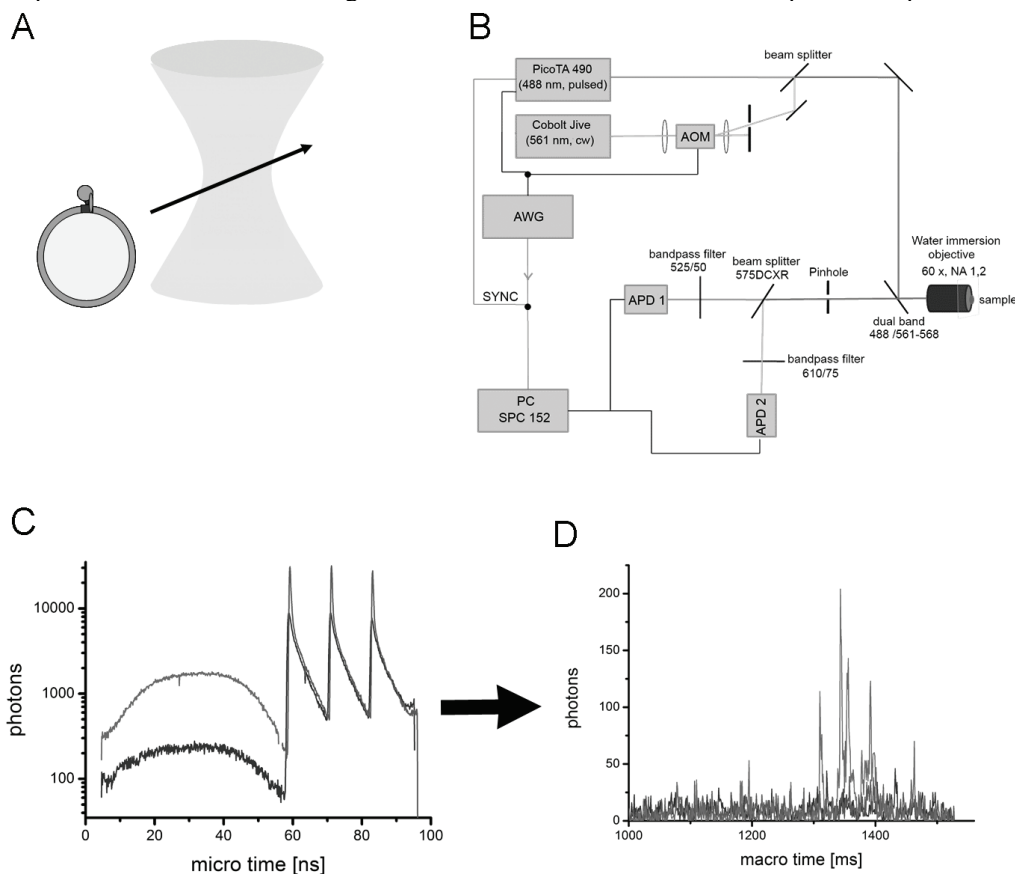 A
B
beam splitter
PicoTA 490
(488 nm, pulsed)
Cobolt Jive
(561 nm, cw)
AOM
AWG
bandpass filter
525/50
beam splitter
575DCXR
Pinhole
Water immersion
objective
60 x, NA 1,2
SYNC
APD 1
sample
dual band
488 /561-568
bandpass filter
610/75
PC
SPC 152
APD 2
C
D
10000
1000
100
photons
0
20
40
60
80
100
micro time [ns]
200
150
100
50
0
photons
1000
1200
1400
macro time [ms]